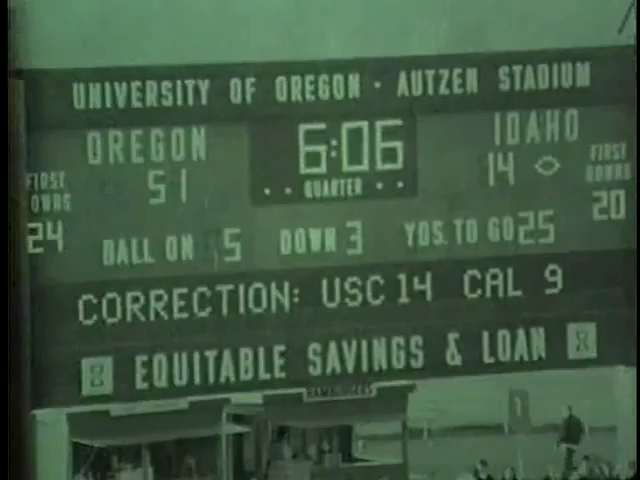 UNIVERSITY OF OREGON · AUTZEN STADIUM
OREGON 6:06 IDAHO
51 QUARTER 14
FIRST DOWNS 24
FIRST DOWNS 20
BALL ON 5 DOWN 3 YDS. TO GO 25
CORRECTION: USC 14 CAL 9
EQUITABLE SAVINGS & LOAN
HAMBURGERS